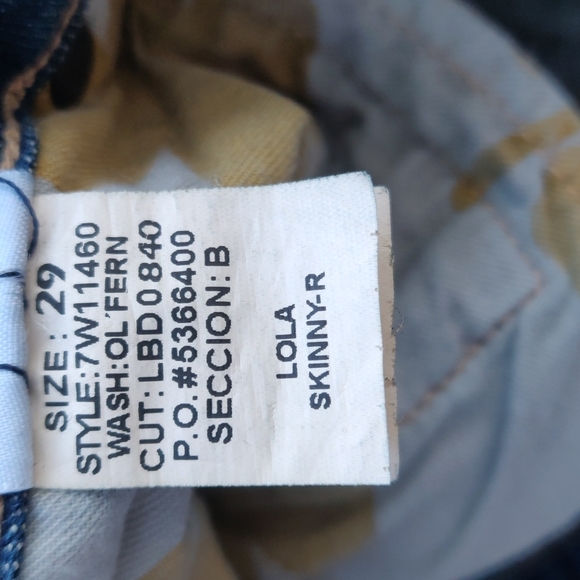 SIZE: 29
STYLE:7W11460
WASH:OL'FERN
CUT:LBD0840
P.O.#5366400
SECCION:B
LOLA
SKINNY-R